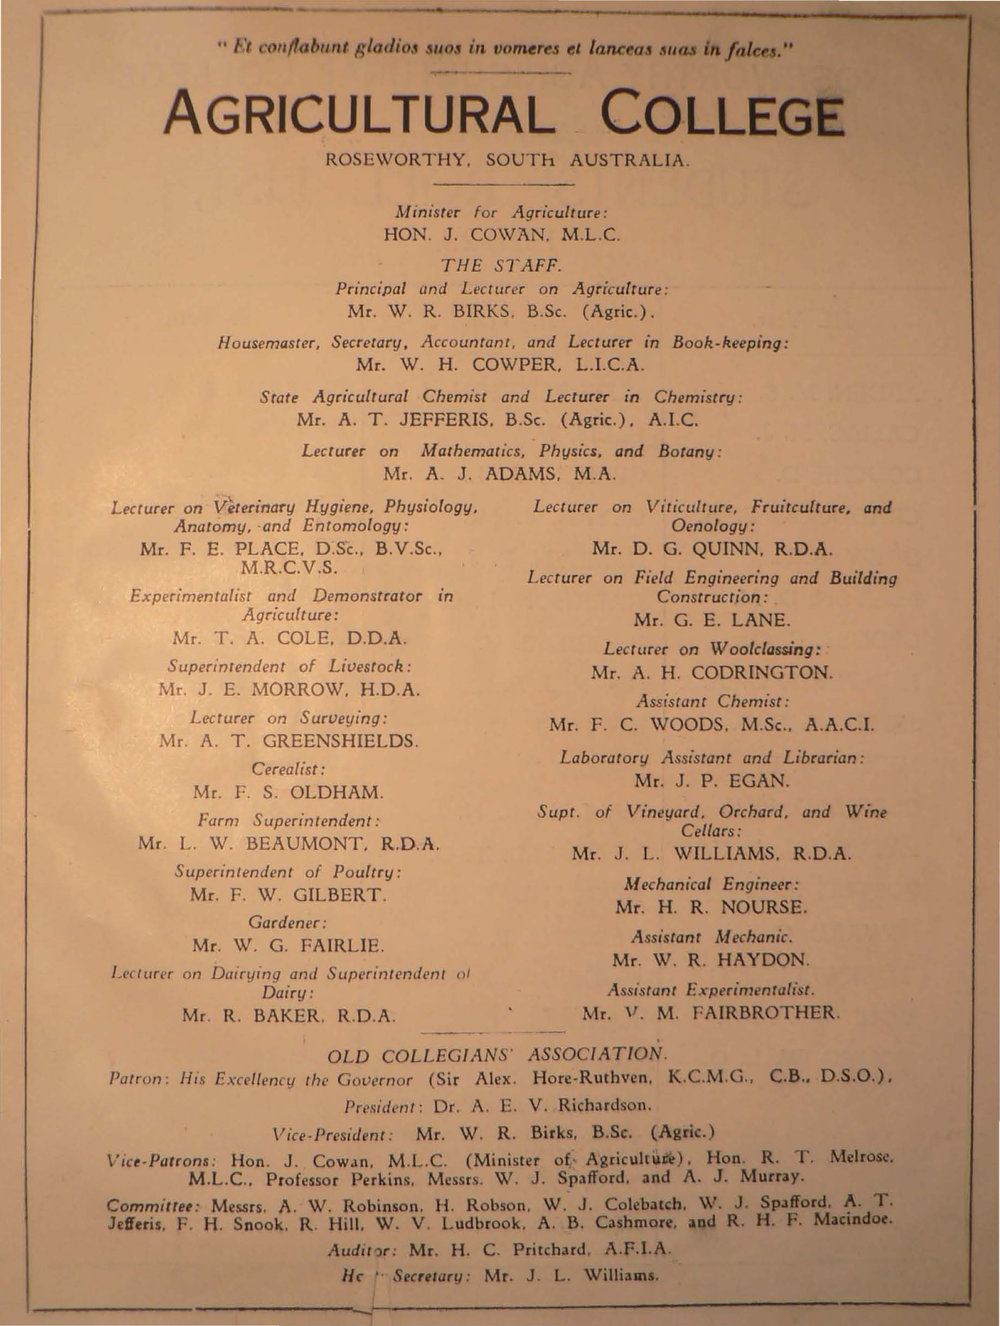 "Et conflabunt gladios suos in vomeres et lanceas suas in falces."
AGRICULTURAL COLLEGE
ROSEWORTHY, SOUTH AUSTRALIA.
Minister for Agriculture:
HON. J. COWAN, M.L.C.
THE STAFF.
Principal and Lecturer on Agriculture:
Mr. W. R. BIRKS, B.Sc. (Agric.).
Housemaster, Secretary, Accountant, and Lecturer in Book-keeping:
Mr. W. H. COWPER, L.I.C.A.
State Agricultural Chemist and Lecturer in Chemistry:
Mr. A. T. JEFFERIS, B.Sc. (Agric.), A.I.C.
Lecturer on Mathematics, Physics, and Botany:
Mr. A. J. ADAMS, M.A.
Lecturer on Veterinary Hygiene, Physiology,
Anatomy, and Entomology:
Mr. F. E. PLACE, D.Sc., B.V.Sc.,
M.R.C.V.S.
Experimentalist and Demonstrator in
Agriculture:
Mr. T. A. COLE, D.D.A.
Superintendent of Livestock:
Mr. J. E. MORROW, H.D.A.
Lecturer on Surveying:
Mr. A. T. GREENSHIELDS.
Cerealist:
Mr. F. S. OLDHAM.
Farm Superintendent:
Mr. L. W. BEAUMONT, R.D.A.
Superintendent of Poultry:
Mr. F. W. GILBERT.
Gardener:
Mr. W. G. FAIRLIE.
Lecturer on Dairying and Superintendent of
Dairy:
Mr. R. BAKER, R.D.A.
Lecturer on Viticulture, Fruitculture, and
Oenology:
Mr. D. G. QUINN, R.D.A.
Lecturer on Field Engineering and Building
Construction:
Mr. G. E. LANE.
Lecturer on Woolclassing:
Mr. A. H. CODRINGTON.
Assistant Chemist:
Mr. F. C. WOODS, M.Sc., A.A.C.I.
Laboratory Assistant and Librarian:
Mr. J. P. EGAN.
Supt. of Vineyard, Orchard, and Wine
Cellars:
Mr. J. L. WILLIAMS, R.D.A.
Mechanical Engineer:
Mr. H. R. NOURSE.
Assistant Mechanic.
Mr. W. R. HAYDON.
Assistant Experimentalist.
Mr. V. M. FAIRBROTHER.
OLD COLLEGIANS' ASSOCIATION.
Patron: His Excellency the Governor (Sir Alex. Hore-Ruthven, K.C.M.G., C.B., D.S.O.),
President: Dr. A. E. V. Richardson.
Vice-President: Mr. W. R. Birks, B.Sc. (Agric.)
Vice-Patrons: Hon. J. Cowan, M.L.C. (Minister of Agriculture), Hon. R. T. Melrose,
M.L.C., Professor Perkins, Messrs. W. J. Spafford, and A. J. Murray.
Committee: Messrs. A. W. Robinson, H. Robson, W. J. Colebatch, W. J. Spafford, A. T.
Jefferis, F. H. Snook, R. Hill, W. V. Ludbrook, A. B. Cashmore, and R. H. F. Macindoe.
Auditor: Mr. H. C. Pritchard, A.F.I.A.
Secretary: Mr. J. L. Williams.